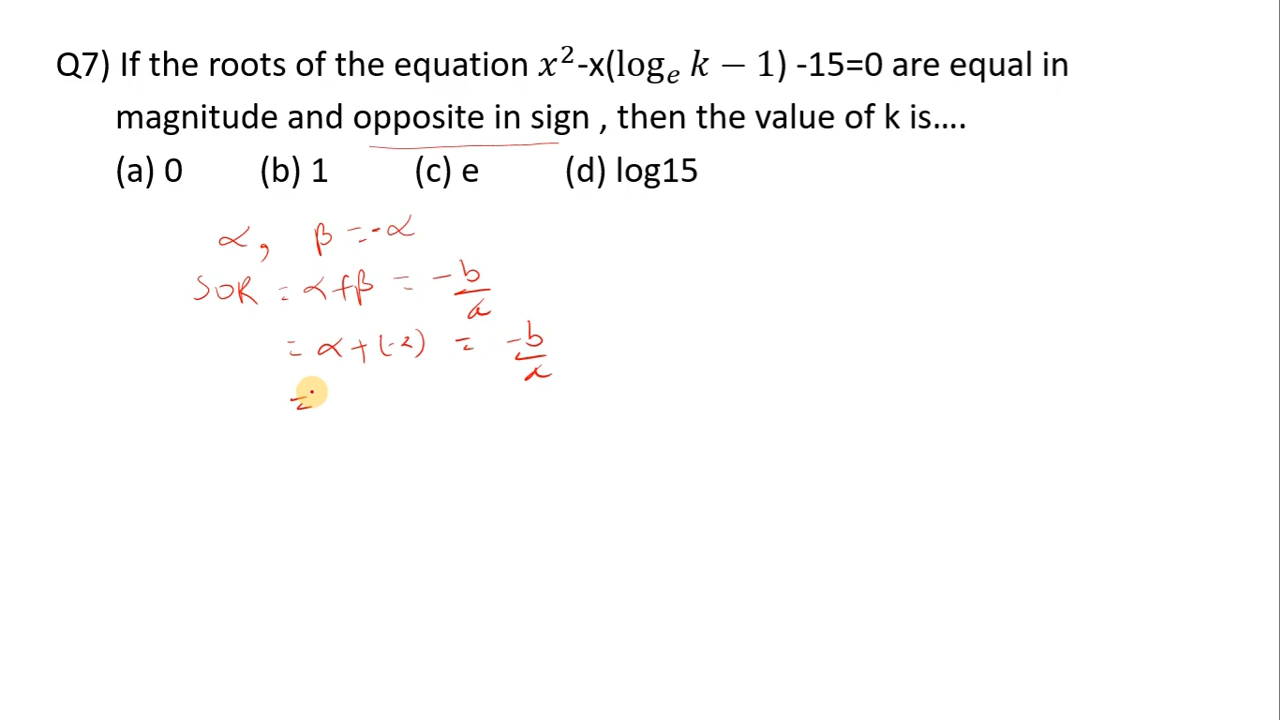 Q7) If the roots of the equation x²-x(logₑ k − 1) -15=0 are equal in
magnitude and opposite in sign , then the value of k is….
(a) 0 (b) 1 (c) e (d) log15
α, β = -α
SOR = α+β = -b/a
= α+(-α) = -b/a
=